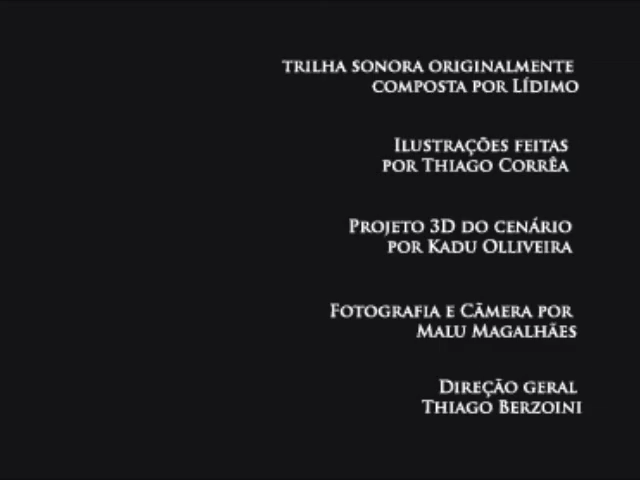 TRILHA SONORA ORIGINALMENTE
COMPOSTA POR LÍDIMO
ILUSTRAÇÕES FEITAS
POR THIAGO CORRÊA
PROJETO 3D DO CENÁRIO
POR KADU OLLIVEIRA
FOTOGRAFIA E CÂMERA POR
MALU MAGALHÃES
DIREÇÃO GERAL
THIAGO BERZOINI